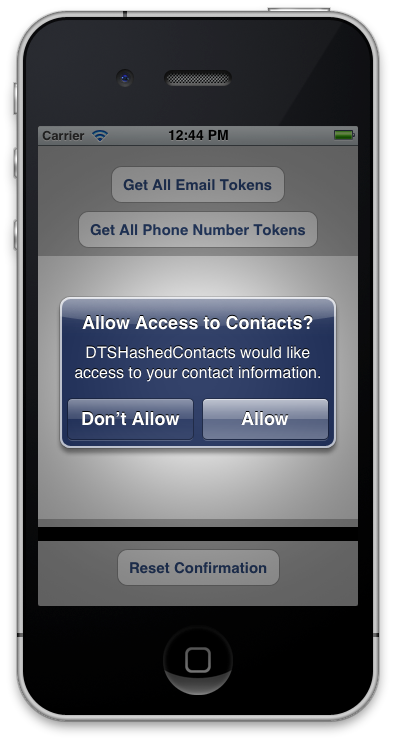 Carrier 12:44 PM
Get All Email Tokens
Get All Phone Number Tokens
Allow Access to Contacts?
DTSHashedContacts would like
access to your contact information.
Don’t Allow Allow
Reset Confirmation